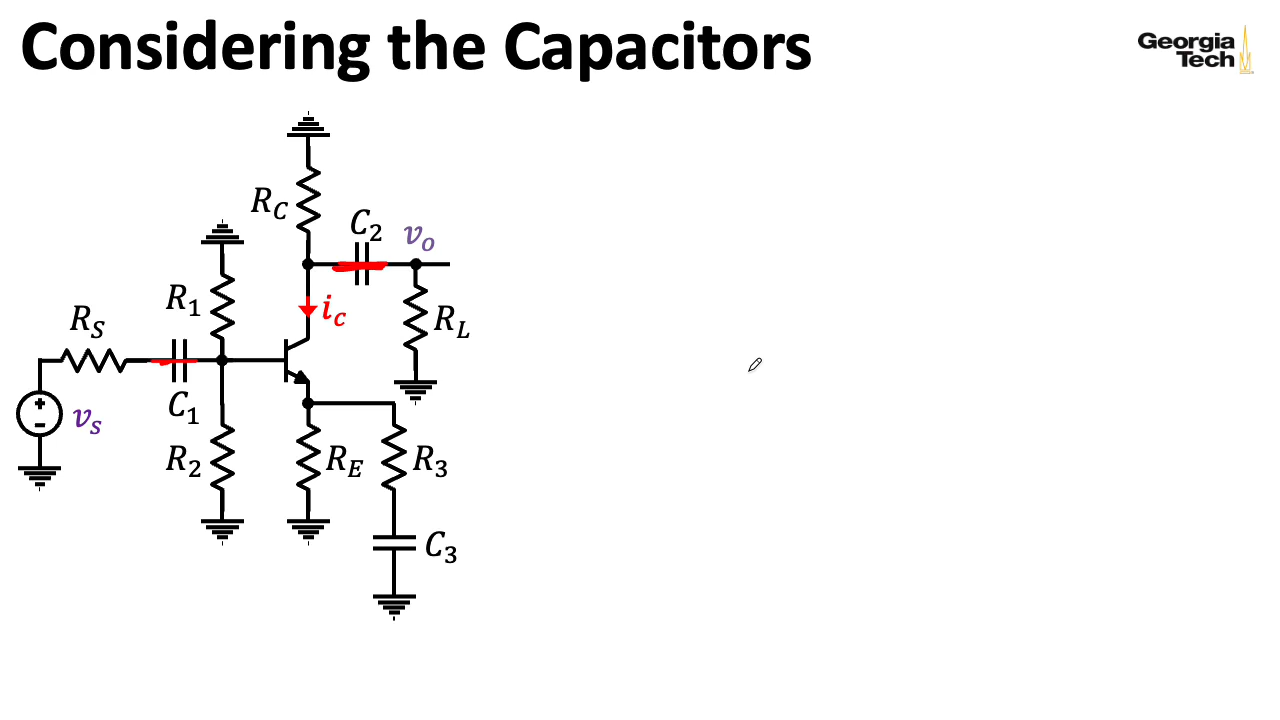 Considering the Capacitors
Georgia
Tech
R_C
C_2
v_o
R_1
i_c
R_S
R_L
C_1
v_s
R_2
R_E
R_3
C_3